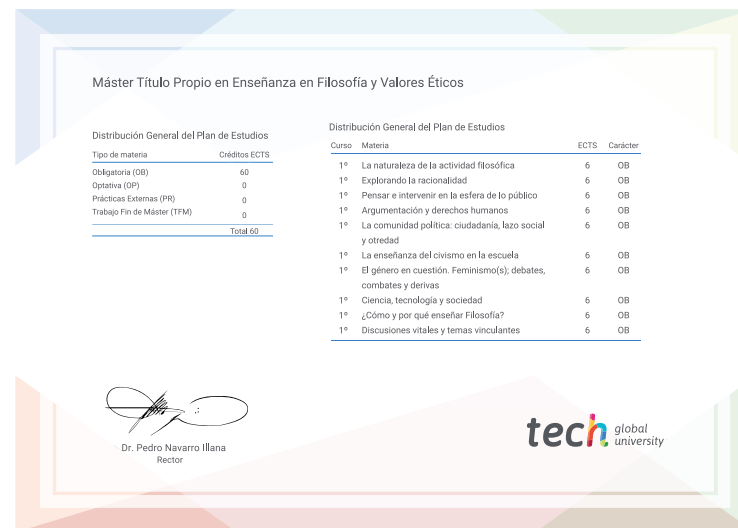 Máster Título Propio en Enseñanza en Filosofía y Valores Éticos
Distribución General del Plan de Estudios
Tipo de materia Créditos ECTS
Obligatoria (OB) 60
Optativa (OP) 0
Prácticas Externas (PR) 0
Trabajo Fin de Máster (TFM) 0
Total 60
Distribución General del Plan de Estudios
Curso Materia ECTS Carácter
1º La naturaleza de la actividad filosófica 6 OB
1º Explorando la racionalidad 6 OB
1º Pensar e intervenir en la esfera de lo público 6 OB
1º Argumentación y derechos humanos 6 OB
1º La comunidad política: ciudadanía, lazo social 6 OB
y otredad
1º La enseñanza del civismo en la escuela 6 OB
1º El género en cuestión. Feminismo(s); debates, 6 OB
combates y derivas
1º Ciencia, tecnología y sociedad 6 OB
1º ¿Cómo y por qué enseñar Filosofía? 6 OB
1º Discusiones vitales y temas vinculantes 6 OB
Dr. Pedro Navarro Illana
Rector
tech global
university